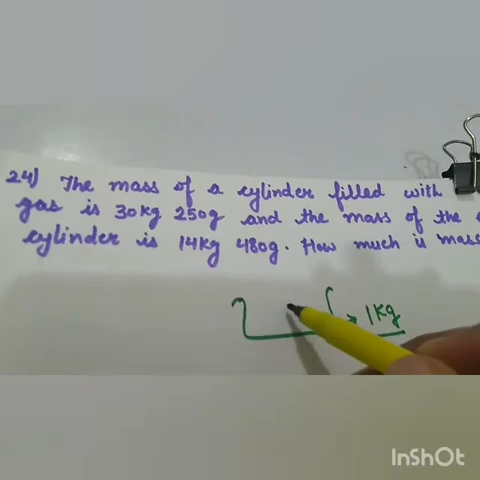 24) The mass of a cylinder filled with
gas is 30kg 250g and the mass of the
cylinder is 14kg 480g. How much is mass
1kg
InShOt